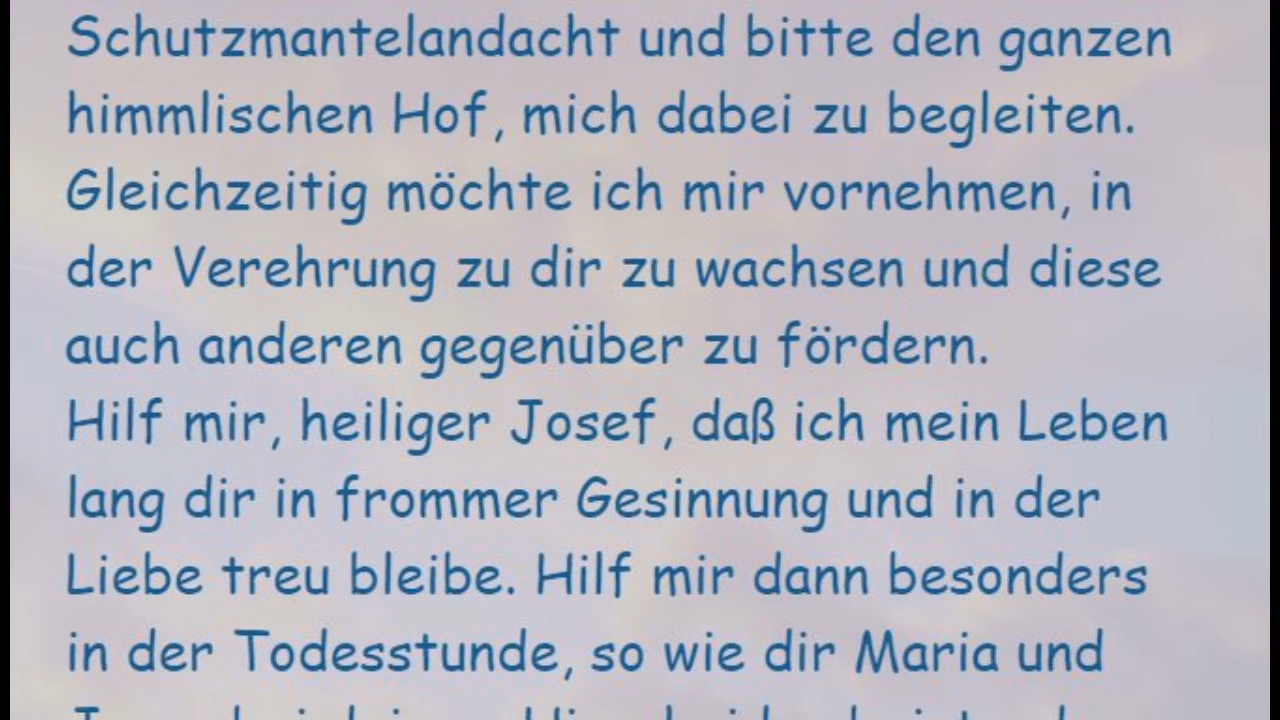 Schutzmantelandacht und bitte den ganzen
himmlischen Hof, mich dabei zu begleiten.
Gleichzeitig möchte ich mir vornehmen, in
der Verehrung zu dir zu wachsen und diese
auch anderen gegenüber zu fördern.
Hilf mir, heiliger Josef, daß ich mein Leben
lang dir in frommer Gesinnung und in der
Liebe treu bleibe. Hilf mir dann besonders
in der Todesstunde, so wie dir Maria und